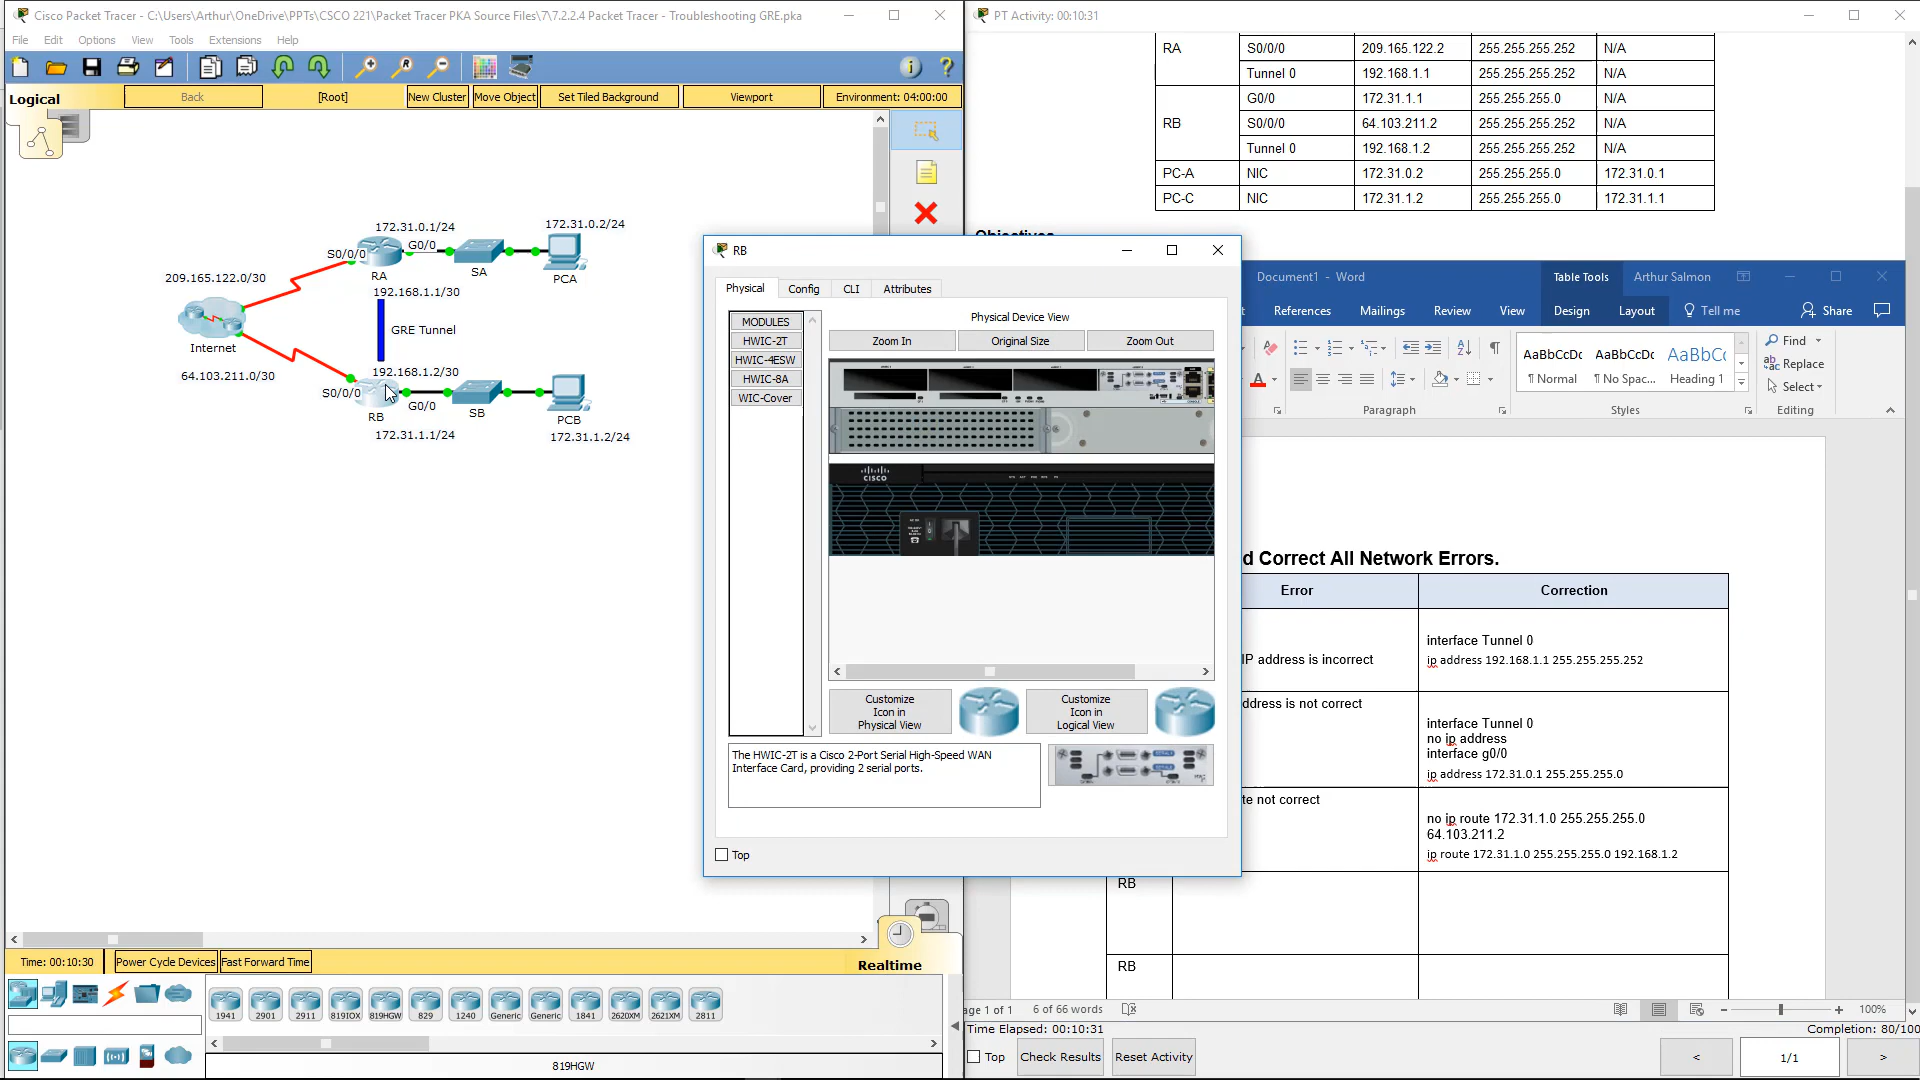 Cisco Packet Tracer - C:\Users\Arthur\OneDrive\PPTs\CSCO 221\Packet Tracer PKA Source Files\7\7.2.2.4 Packet Tracer - Troubleshooting GRE.pka
File Edit Options View Tools Extensions Help
Logical Back [Root] New Cluster Move Object Set Tiled Background Viewport Environment: 04:00:00
172.31.0.1/24
172.31.0.2/24
S0/0/0
G0/0
RA
SA
PCA
209.165.122.0/30
192.168.1.1/30
GRE Tunnel
Internet
64.103.211.0/30
192.168.1.2/30
S0/0/0
G0/0
RB
SB
PCB
172.31.1.1/24
172.31.1.2/24
Time: 00:10:30 Power Cycle Devices Fast Forward Time
Realtime
1941 2901 2911 819IOX 819HGW 829 1240 Generic Generic 1841 2620XM 2621XM 2811
819HGW
RB
Physical Config CLI Attributes
MODULES
HWIC-2T
HWIC-4ESW
HWIC-8A
WIC-Cover
Physical Device View
Zoom In Original Size Zoom Out
CISCO
Customize
Icon in
Physical View
Customize
Icon in
Logical View
The HWIC-2T is a Cisco 2-Port Serial High-Speed WAN
Interface Card, providing 2 serial ports.
Top
PT Activity: 00:10:31
RA S0/0/0 209.165.122.2 255.255.255.252 N/A
Tunnel 0 192.168.1.1 255.255.255.252 N/A
RB G0/0 172.31.1.1 255.255.255.0 N/A
S0/0/0 64.103.211.2 255.255.255.252 N/A
Tunnel 0 192.168.1.2 255.255.255.252 N/A
PC-A NIC 172.31.0.2 255.255.255.0 172.31.0.1
PC-C NIC 172.31.1.2 255.255.255.0 172.31.1.1
Objectives
Document1 - Word Table Tools Arthur Salmon
References Mailings Review View Design Layout Tell me Share
AaBbCcDc AaBbCcDc AaBbCc
¶ Normal ¶ No Spac... Heading 1
Find
Replace
Select
Paragraph Styles Editing
d Correct All Network Errors.
Error Correction
IP address is incorrect
interface Tunnel 0
ip address 192.168.1.1 255.255.255.252
ddress is not correct
interface Tunnel 0
no ip address
interface g0/0
ip address 172.31.0.1 255.255.255.0
te not correct
no ip route 172.31.1.0 255.255.255.0
64.103.211.2
ip route 172.31.1.0 255.255.255.0 192.168.1.2
RB
RB
age 1 of 1 6 of 66 words 100%
Time Elapsed: 00:10:31 Completion: 80/100
Top Check Results Reset Activity < 1/1 >